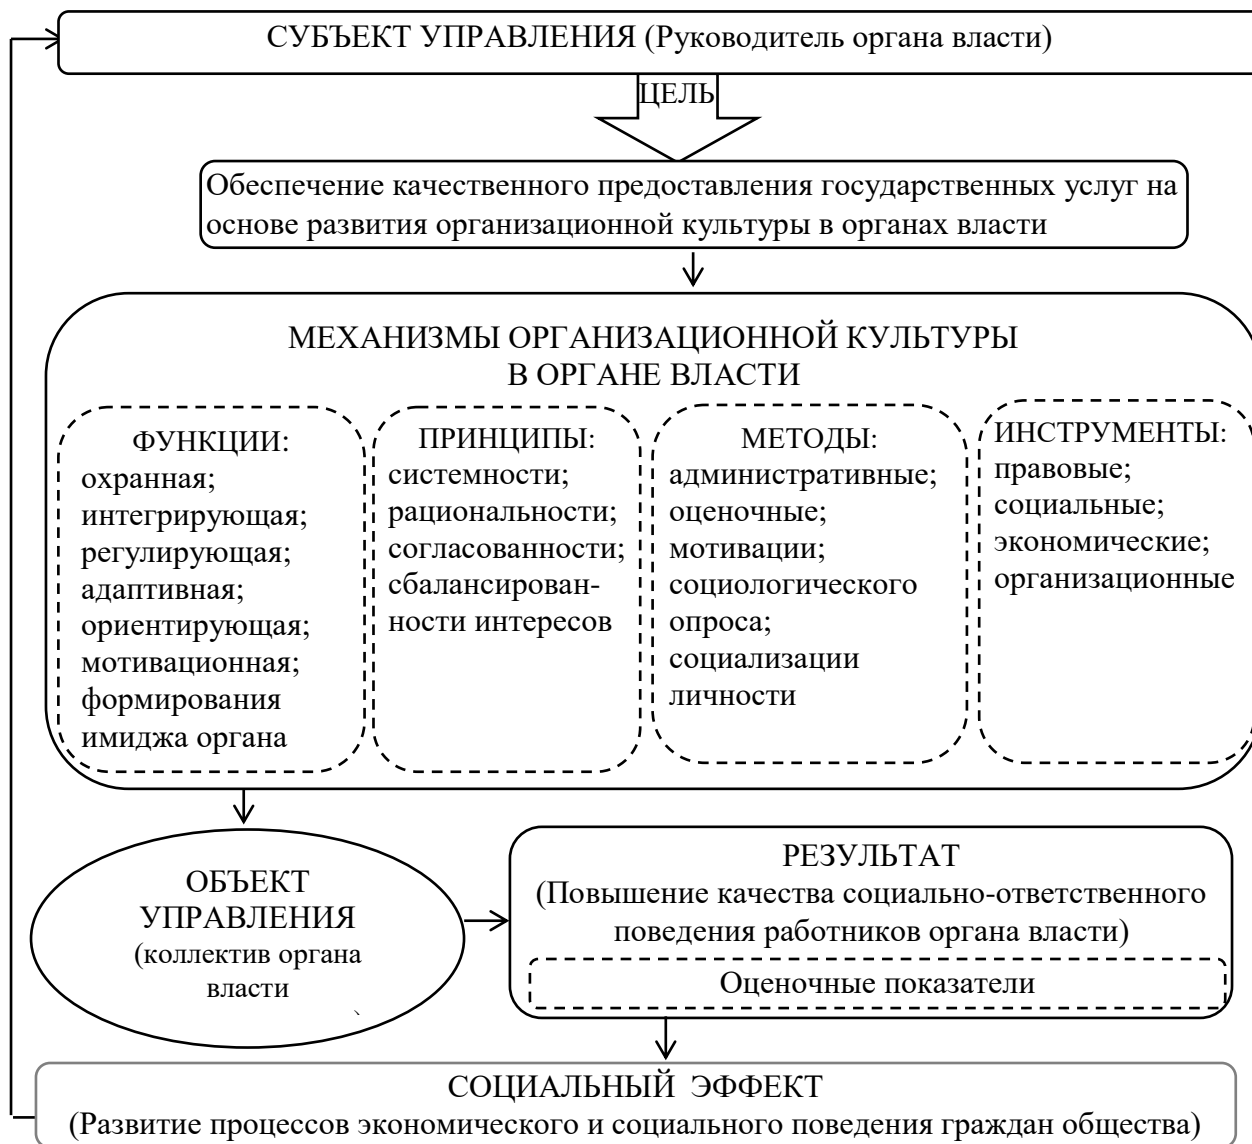 СУБЪЕКТ УПРАВЛЕНИЯ (Руководитель органа власти)
ЦЕЛЬ
Обеспечение качественного предоставления государственных услуг на
основе развития организационной культуры в органах власти
МЕХАНИЗМЫ ОРГАНИЗАЦИОННОЙ КУЛЬТУРЫ
В ОРГАНЕ ВЛАСТИ
ФУНКЦИИ:
охранная;
интегрирующая;
регулирующая;
адаптивная;
ориентирующая;
мотивационная;
формирования
имиджа органа
ПРИНЦИПЫ:
системности;
рациональности;
согласованности;
сбалансирован-
ности интересов
МЕТОДЫ:
административные;
оценочные;
мотивации;
социологического
опроса;
социализации
личности
ИНСТРУМЕНТЫ:
правовые;
социальные;
экономические;
организационные
ОБЪЕКТ
УПРАВЛЕНИЯ
(коллектив органа
власти
РЕЗУЛЬТАТ
(Повышение качества социально-ответственного
поведения работников органа власти)
Оценочные показатели
СОЦИАЛЬНЫЙ ЭФФЕКТ
(Развитие процессов экономического и социального поведения граждан общества)